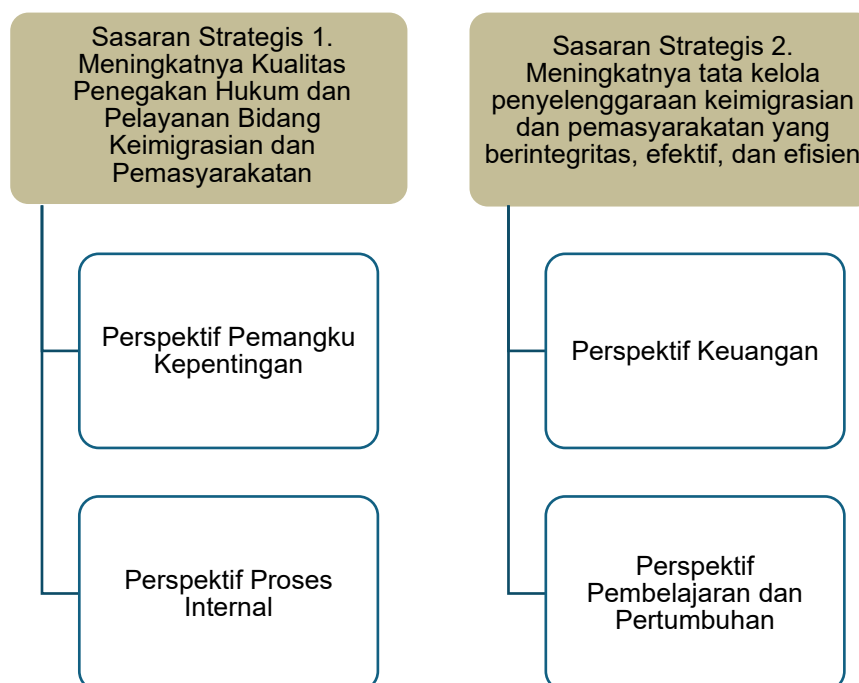 Sasaran Strategis 1.
Meningkatnya Kualitas
Penegakan Hukum dan
Pelayanan Bidang
Keimigrasian dan
Pemasyarakatan
Perspektif Pemangku
Kepentingan
Perspektif Proses
Internal
Sasaran Strategis 2.
Meningkatnya tata kelola
penyelenggaraan keimigrasian
dan pemasyarakatan yang
berintegritas, efektif, dan efisien
Perspektif Keuangan
Perspektif
Pembelajaran dan
Pertumbuhan